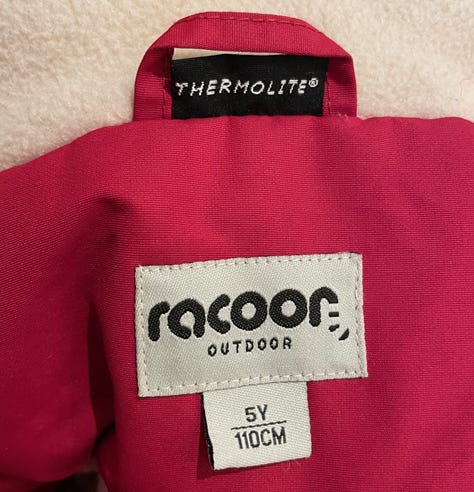 THERMOLITE®
racoon
OUTDOOR
5Y
110CM